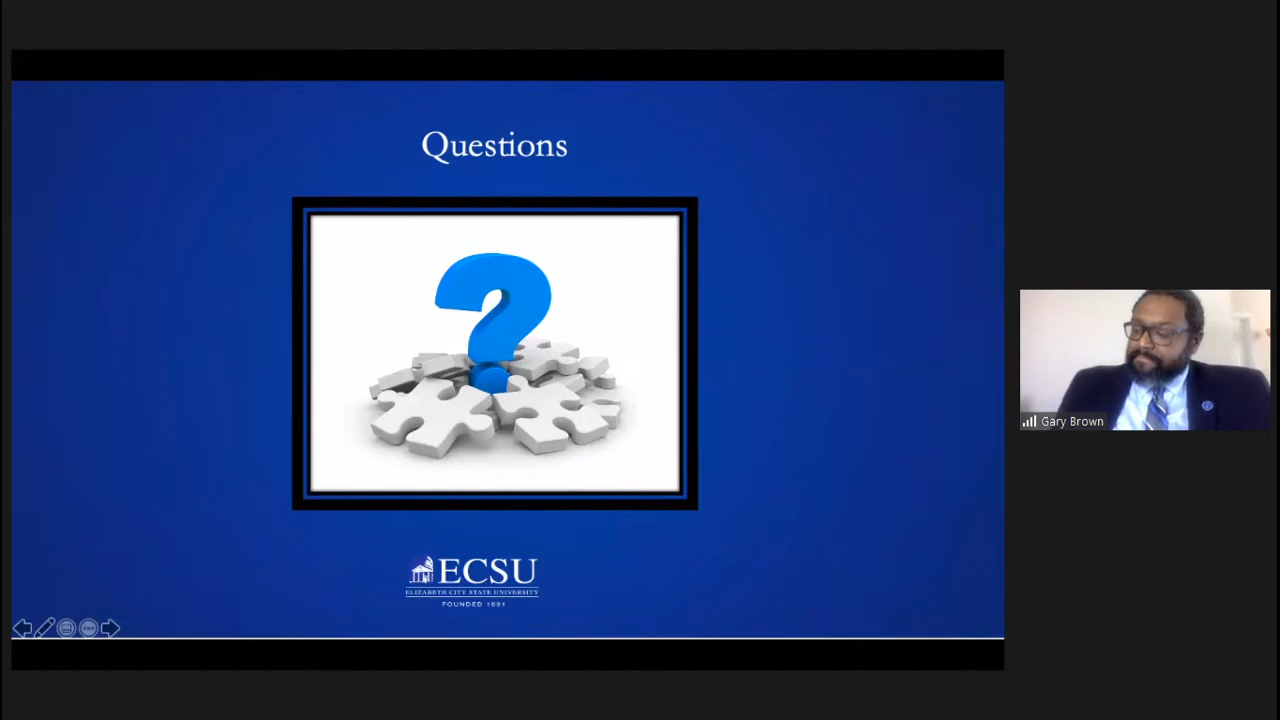 Questions
ECSU
ELIZABETH CITY STATE UNIVERSITY
FOUNDED 1891
Gary Brown